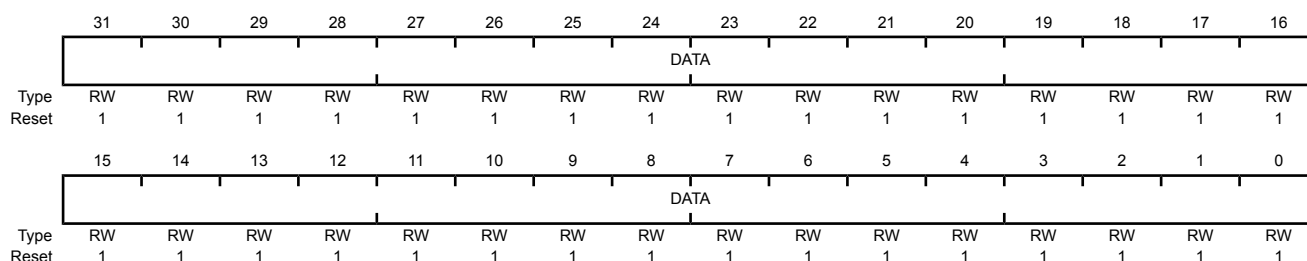 31 30 29 28 27 26 25 24 23 22 21 20 19 18 17 16
DATA
Type RW RW RW RW RW RW RW RW RW RW RW RW RW RW RW RW
Reset 1 1 1 1 1 1 1 1 1 1 1 1 1 1 1 1
15 14 13 12 11 10 9 8 7 6 5 4 3 2 1 0
DATA
Type RW RW RW RW RW RW RW RW RW RW RW RW RW RW RW RW
Reset 1 1 1 1 1 1 1 1 1 1 1 1 1 1 1 1